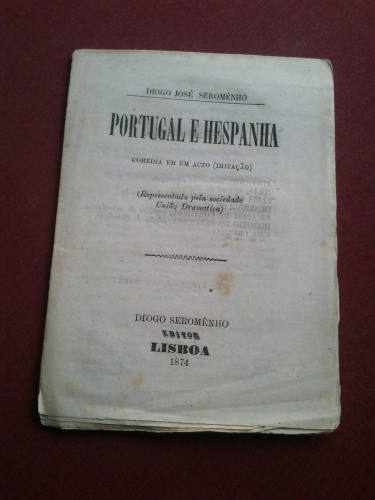 DIOGO JOSÉ SEROMÊNHO
PORTUGAL E HESPANHA
COMEDIA EM UM ACTO (IMITAÇÃO)
(Representada pela sociedade
União Dramatica)
DIOGO SEROMÊNHO
EDITOR
LISBOA
1874